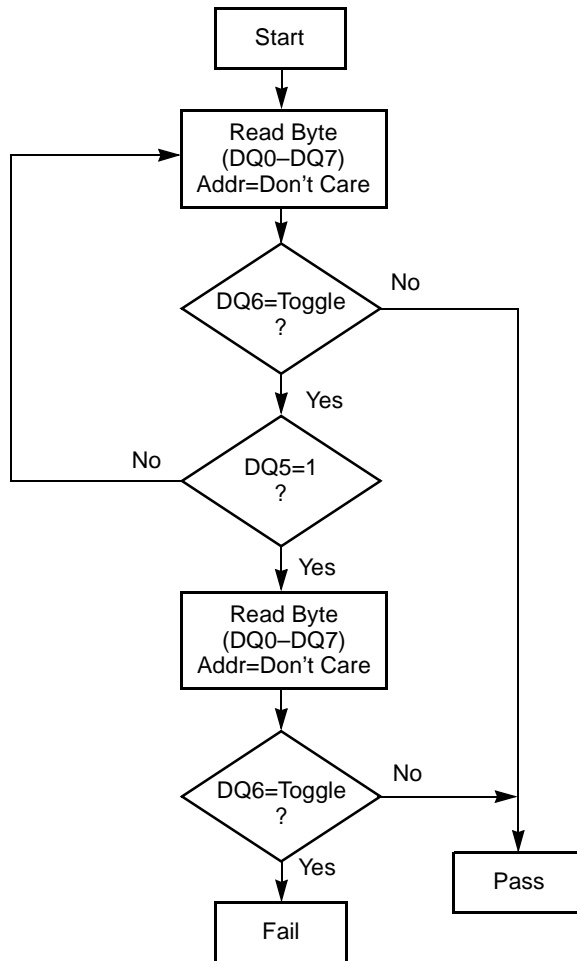 Start
Read Byte
(DQ0–DQ7)
Addr=Don't Care
DQ6=Toggle
?
No
Yes
DQ5=1
?
No
Yes
Read Byte
(DQ0–DQ7)
Addr=Don't Care
DQ6=Toggle
?
No
Yes
Pass
Fail